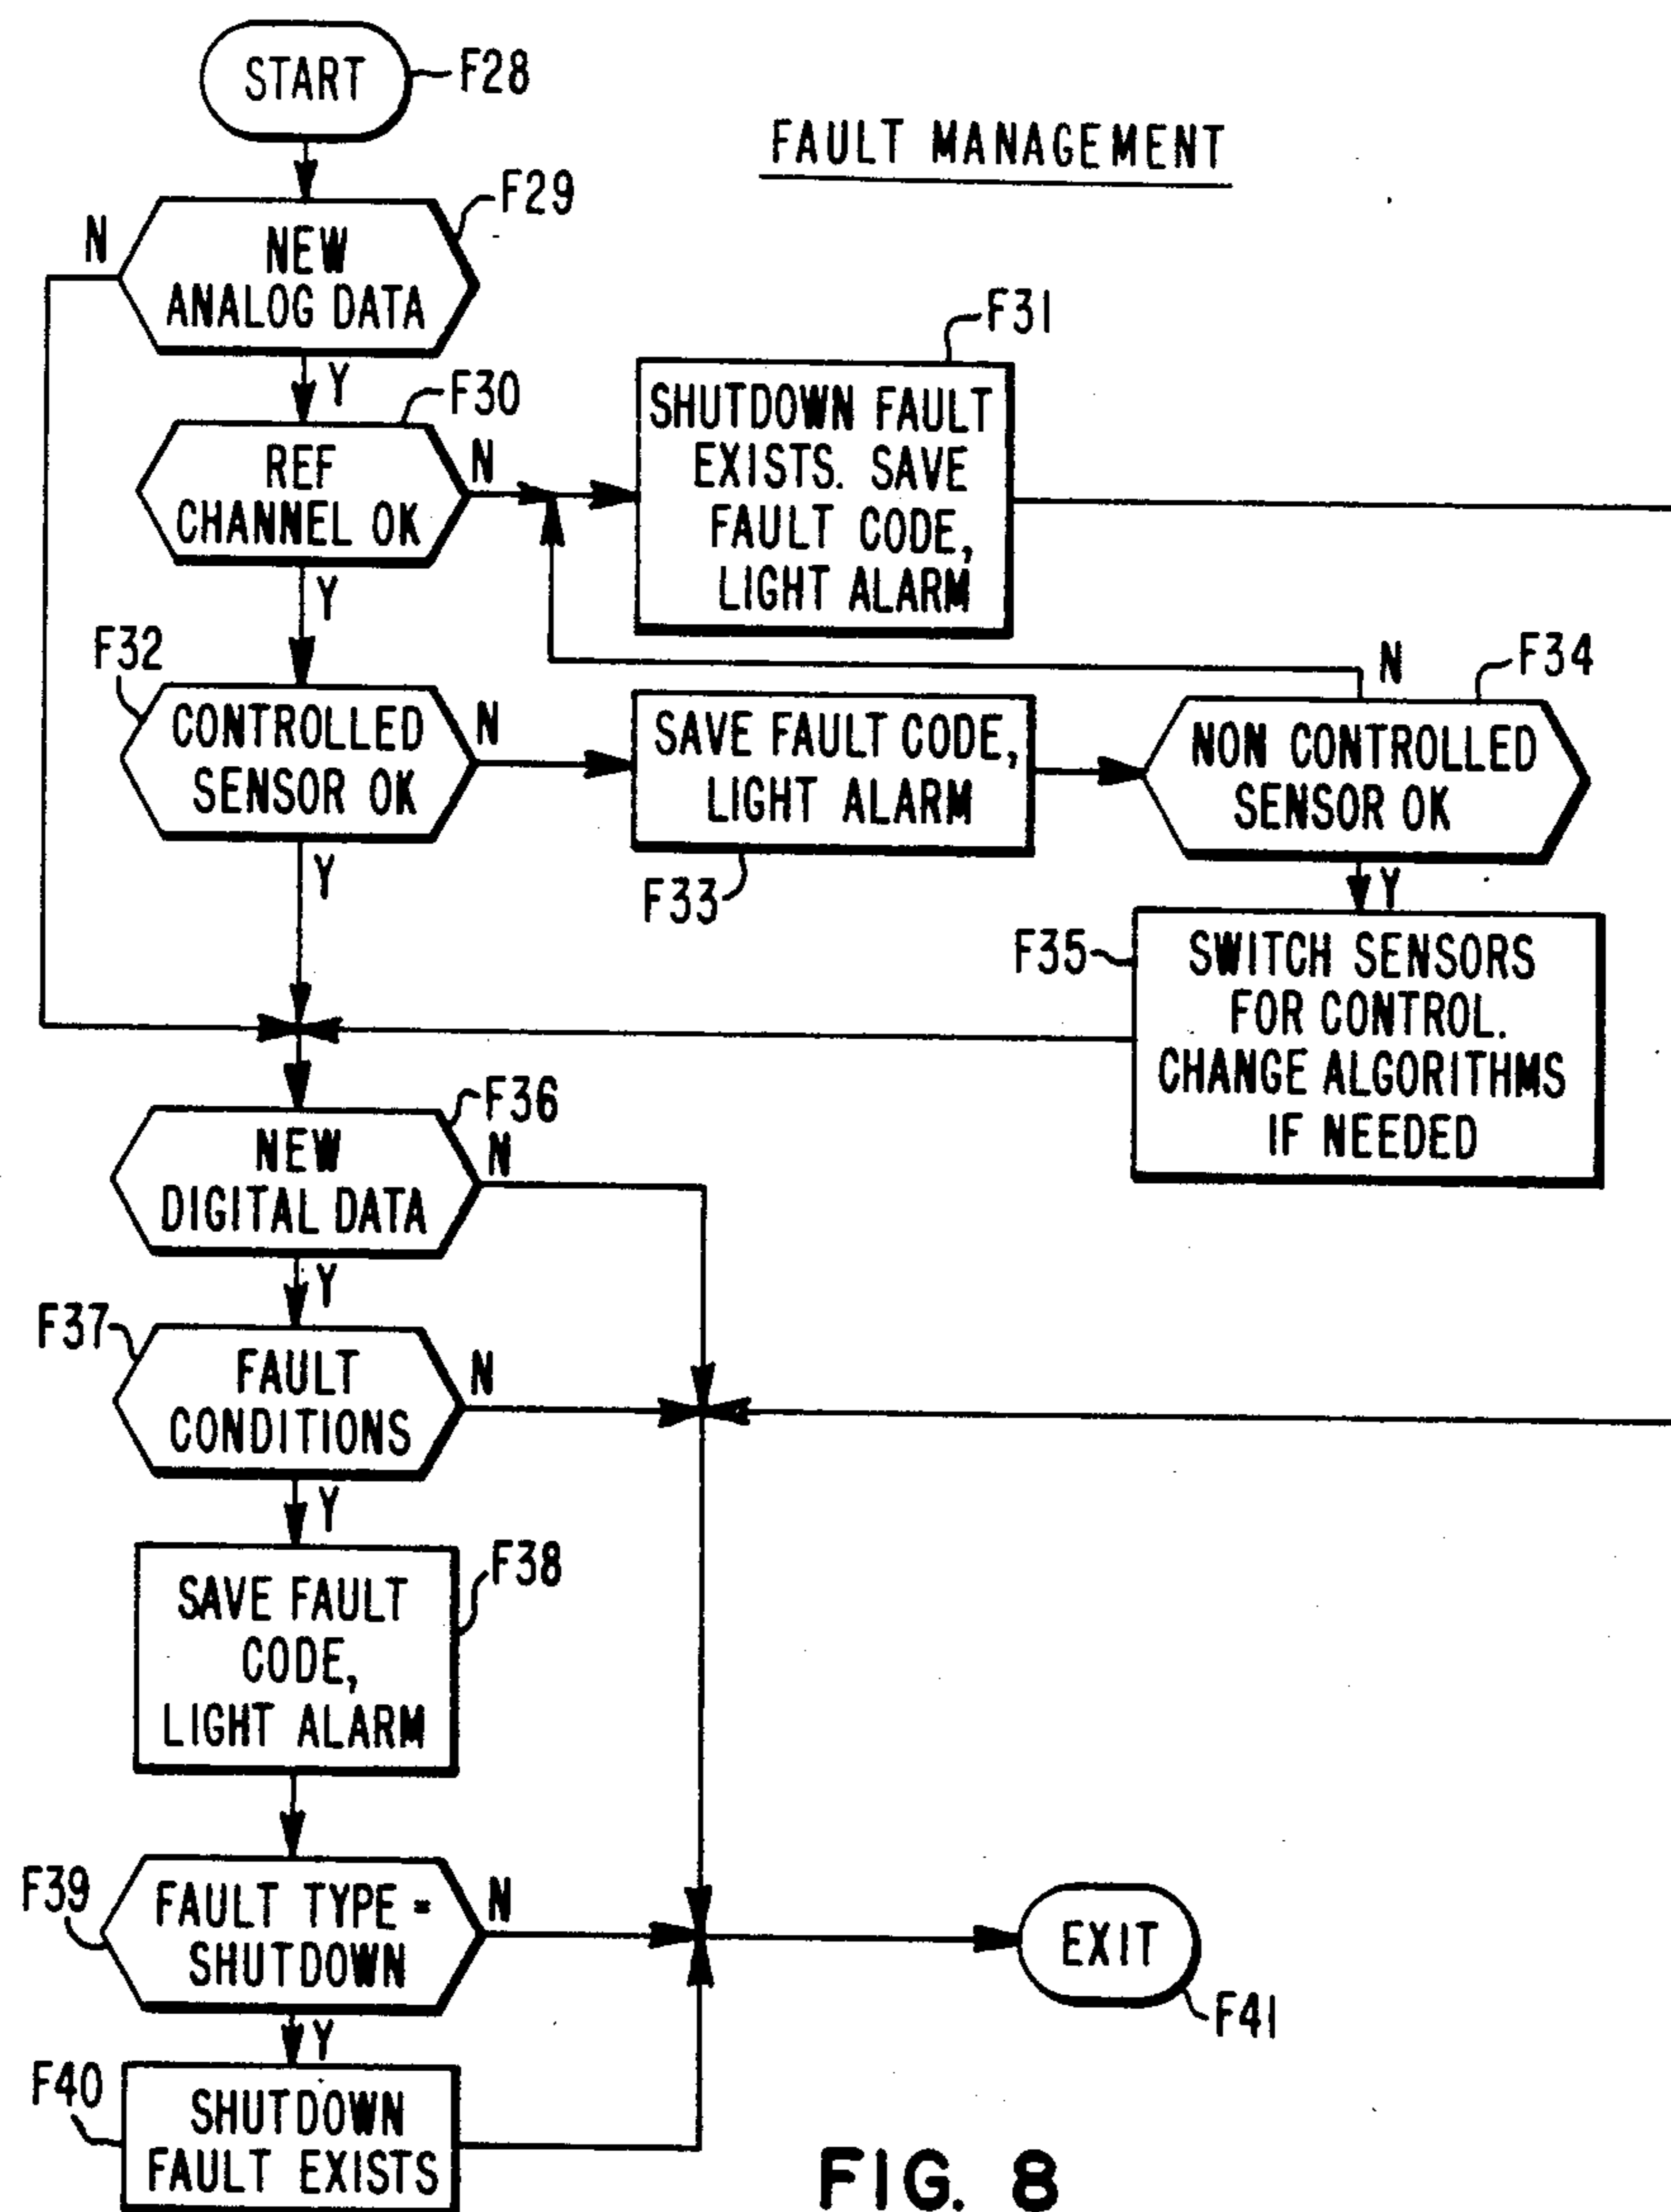 START
F28
FAULT MANAGEMENT
F29
N
NEW
ANALOG DATA
Y
F30
REF
CHANNEL OK
N
F31
SHUTDOWN FAULT
EXISTS. SAVE
FAULT CODE,
LIGHT ALARM
Y
F32
CONTROLLED
SENSOR OK
N
SAVE FAULT CODE,
LIGHT ALARM
F33
N
F34
NON CONTROLLED
SENSOR OK
Y
Y
F35
SWITCH SENSORS
FOR CONTROL.
CHANGE ALGORITHMS
IF NEEDED
F36
NEW
DIGITAL DATA
N
Y
F37
FAULT
CONDITIONS
N
Y
F38
SAVE FAULT
CODE,
LIGHT ALARM
F39
FAULT TYPE =
SHUTDOWN
N
EXIT
F41
Y
F40
SHUTDOWN
FAULT EXISTS
FIG. 8